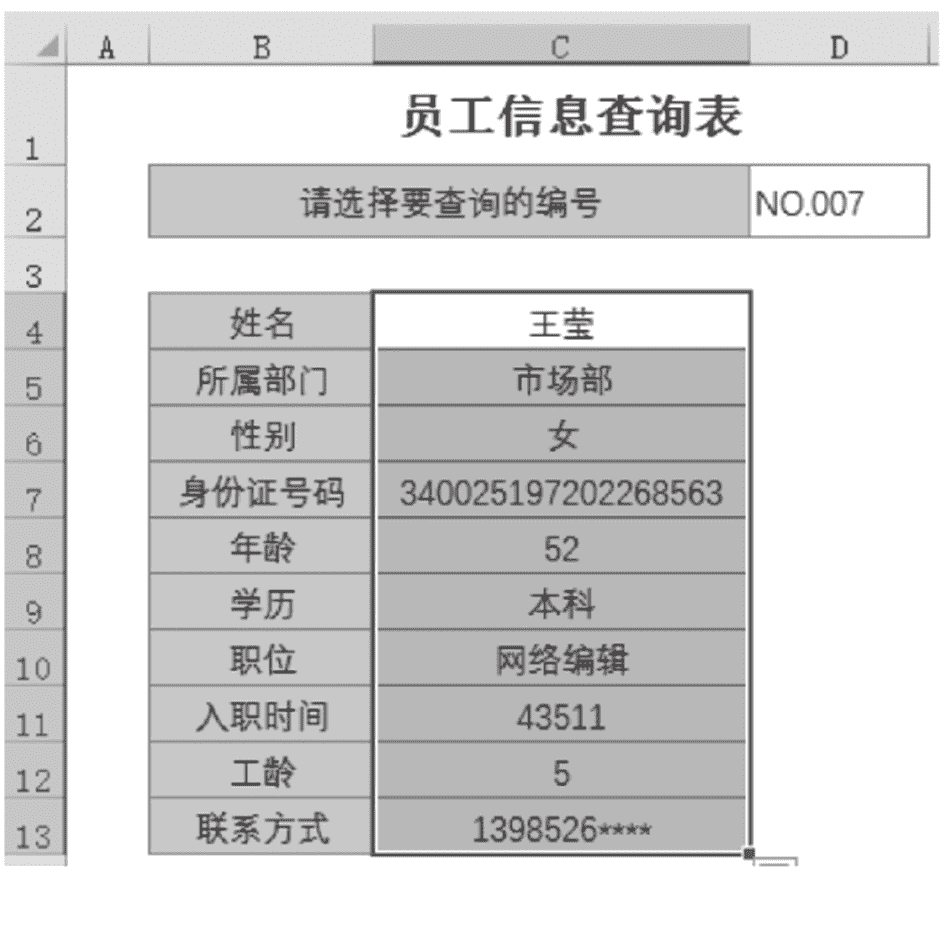 A B C D
1 员工信息查询表
2 请选择要查询的编号 NO.007
3
4 姓名 王莹
5 所属部门 市场部
6 性别 女
7 身份证号码 340025197202268563
8 年龄 52
9 学历 本科
10 职位 网络编辑
11 入职时间 43511
12 工龄 5
13 联系方式 1398526****